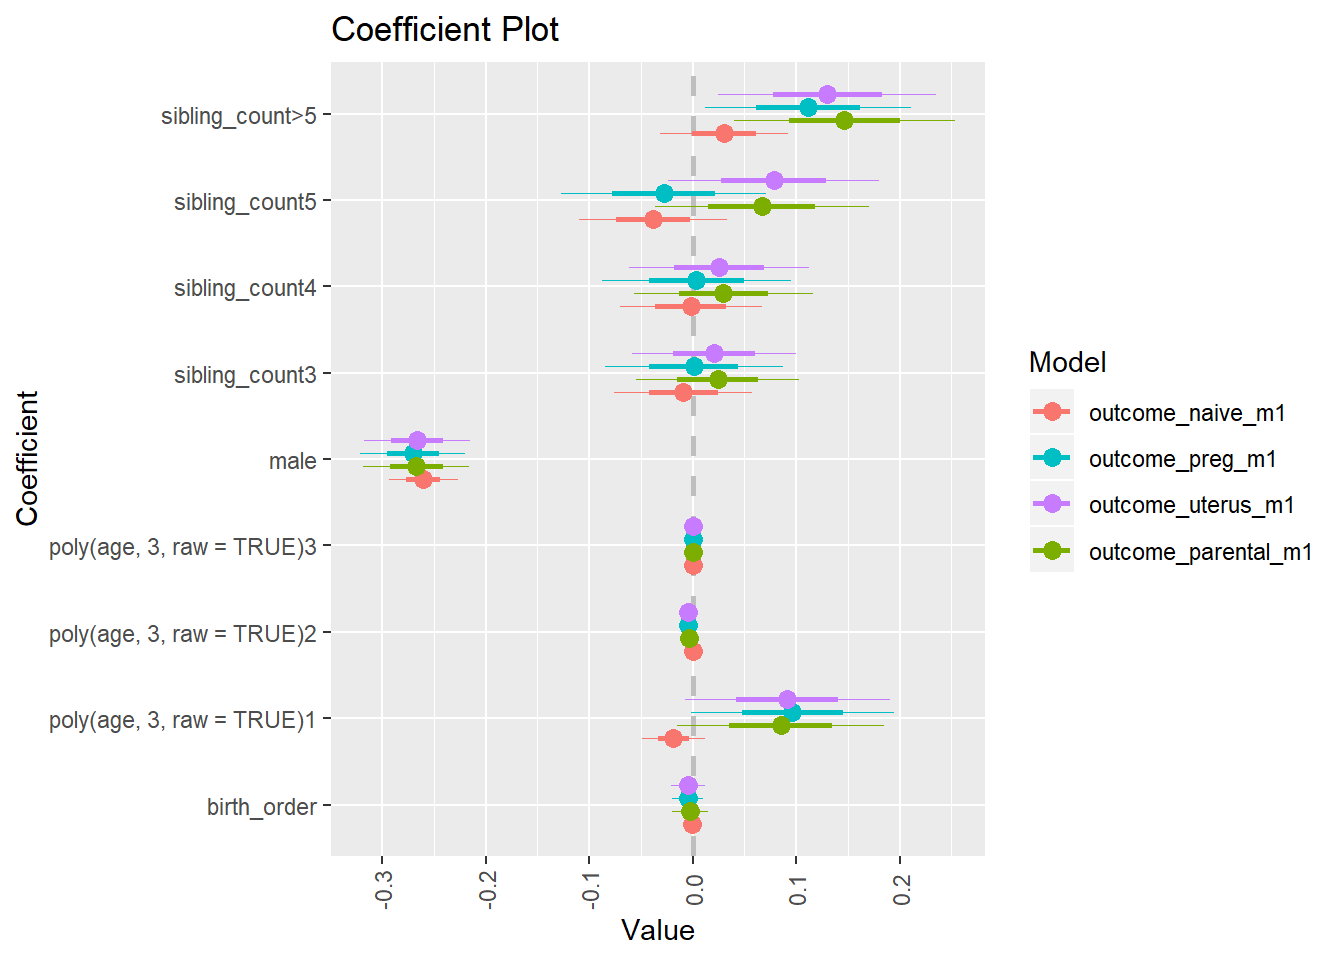 Coefficient Plot
Coefficient
sibling_count>5
sibling_count5
sibling_count4
sibling_count3
male
poly(age, 3, raw = TRUE)3
poly(age, 3, raw = TRUE)2
poly(age, 3, raw = TRUE)1
birth_order
-0.3
-0.2
-0.1
0.0
0.1
0.2
Value
Model
outcome_naive_m1
outcome_preg_m1
outcome_uterus_m1
outcome_parental_m1